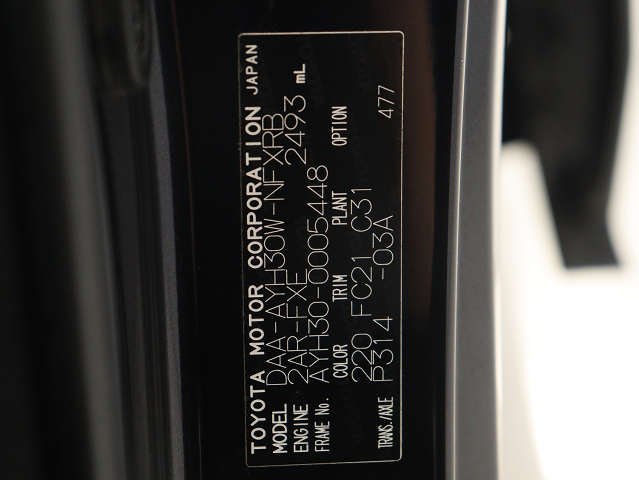 TOYOTA MOTOR CORPORATION JAPAN
MODEL DAA-AYH30W-NFXRB
ENGINE 2AR-FXE 2493 mL
FRAME No. AYH30-0005448
COLOR TRIM PLANT OPTION
220 FC21 C31 477
TRANS./AXLE P314 -03A